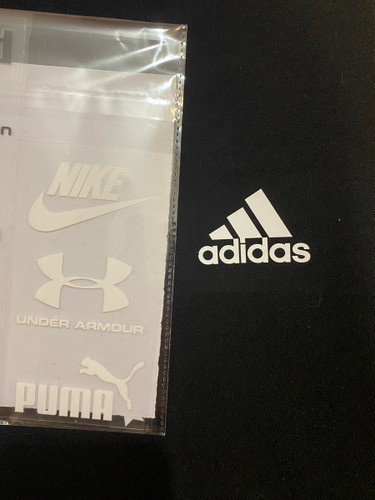 n
NIKE
UNDER ARMOUR
PUMA
adidas